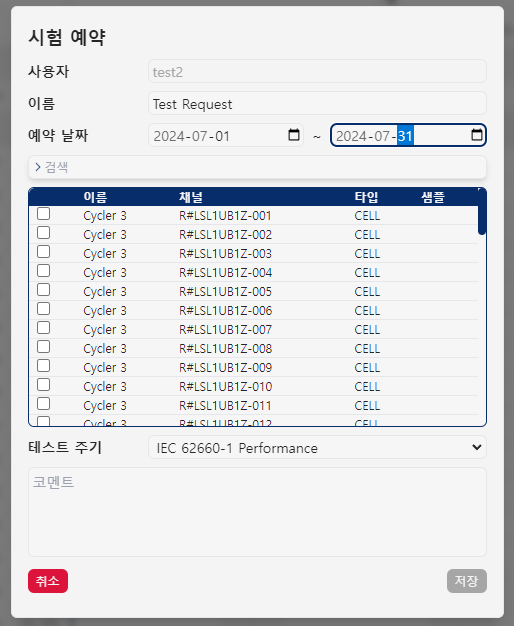 시험 예약
사용자 test2
이름 Test Request
예약 날짜 2024-07-01 ~ 2024-07-31
검색
이름 채널 타입 샘플
Cycler 3 R#LSL1UB1Z-001 CELL
Cycler 3 R#LSL1UB1Z-002 CELL
Cycler 3 R#LSL1UB1Z-003 CELL
Cycler 3 R#LSL1UB1Z-004 CELL
Cycler 3 R#LSL1UB1Z-005 CELL
Cycler 3 R#LSL1UB1Z-006 CELL
Cycler 3 R#LSL1UB1Z-007 CELL
Cycler 3 R#LSL1UB1Z-008 CELL
Cycler 3 R#LSL1UB1Z-009 CELL
Cycler 3 R#LSL1UB1Z-010 CELL
Cycler 3 R#LSL1UB1Z-011 CELL
Cycler 3 R#LSL1UB1Z-012 CELL
테스트 주기 IEC 62660-1 Performance
코멘트
취소 저장